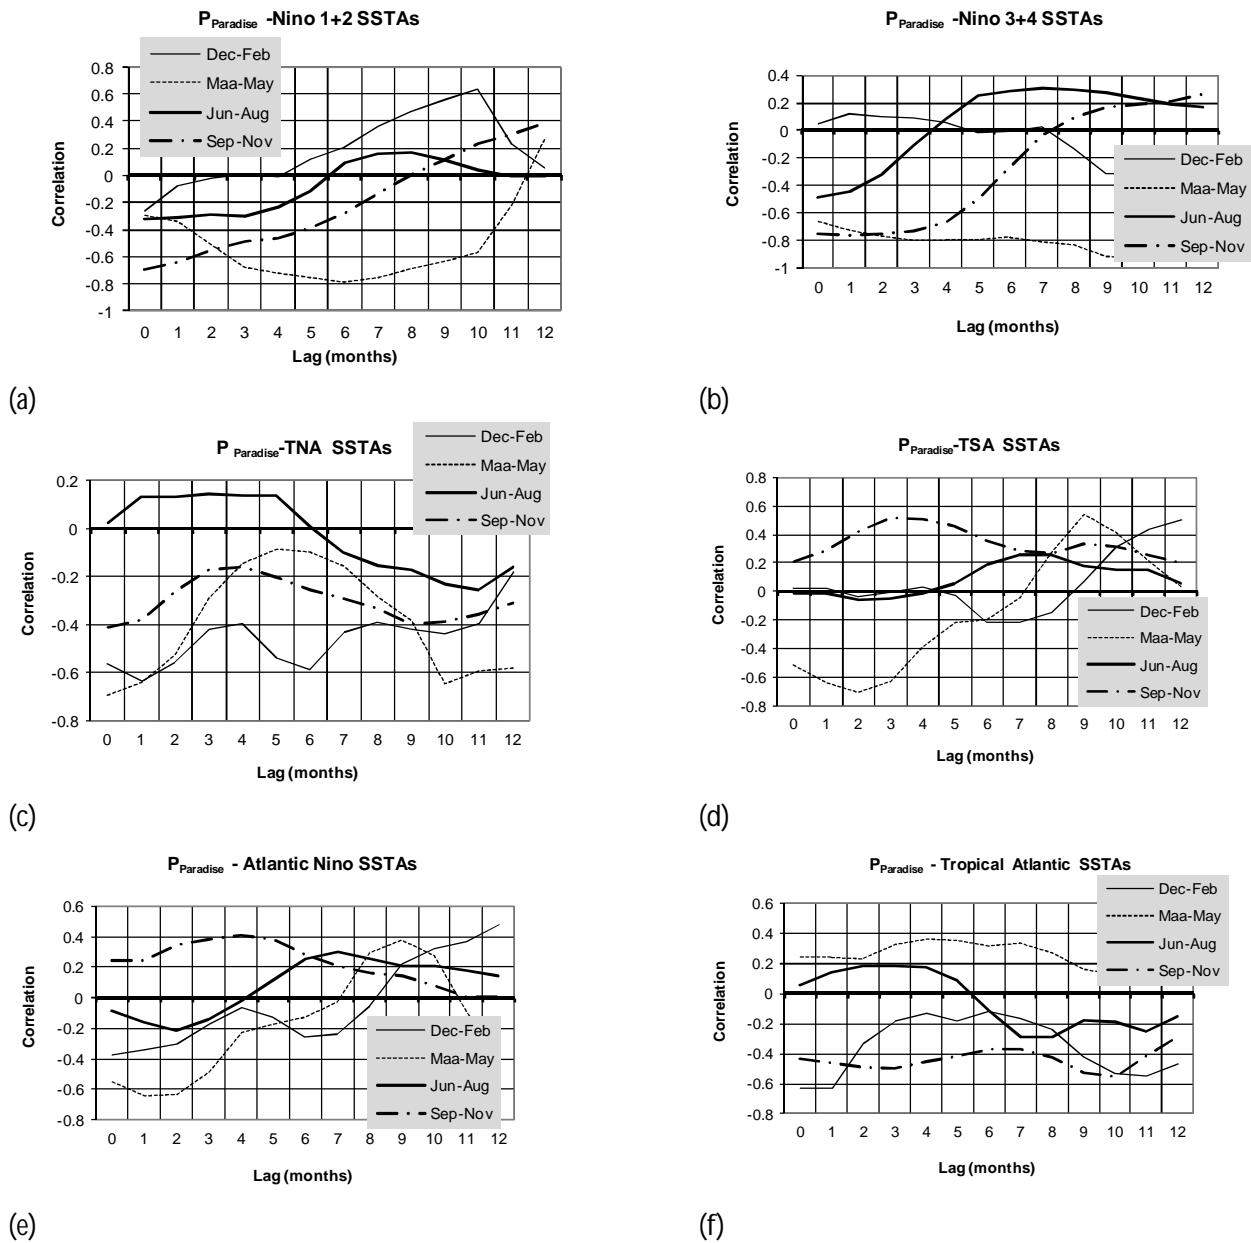 P Paradise -Nino 1+2 SSTAs
Dec-Feb
Maa-May
Jun-Aug
Sep-Nov
0.8
0.6
0.4
0.2
0
-0.2
-0.4
-0.6
-0.8
-1
Correlation
0 1 2 3 4 5 6 7 8 9 10 11 12
Lag (months)
(a)
P Paradise -Nino 3+4 SSTAs
0.4
0.2
0
-0.2
-0.4
-0.6
-0.8
-1
Correlation
Dec-Feb
Maa-May
Jun-Aug
Sep-Nov
0 1 2 3 4 5 6 7 8 9 10 11 12
Lag (months)
(b)
P Paradise-TNA SSTAs
Dec-Feb
Maa-May
Jun-Aug
Sep-Nov
0.2
0
-0.2
-0.4
-0.6
-0.8
Correlation
0 1 2 3 4 5 6 7 8 9 10 11 12
Lag (months)
(c)
P Paradise-TSA SSTAs
0.8
0.6
0.4
0.2
0
-0.2
-0.4
-0.6
-0.8
Correlation
Dec-Feb
Maa-May
Jun-Aug
Sep-Nov
0 1 2 3 4 5 6 7 8 9 10 11 12
Lag (months)
(d)
P Paradise - Atlantic Nino SSTAs
0.6
0.4
0.2
0
-0.2
-0.4
-0.6
-0.8
Correlation
Dec-Feb
Maa-May
Jun-Aug
Sep-Nov
0 1 2 3 4 5 6 7 8 9 10 11 12
Lag (months)
(e)
P Paradise - Tropical Atlantic SSTAs
Dec-Feb
Maa-May
Jun-Aug
Sep-Nov
0.6
0.4
0.2
0
-0.2
-0.4
-0.6
-0.8
Correlation
0 1 2 3 4 5 6 7 8 9 10 11 12
Lag (months)
(f)